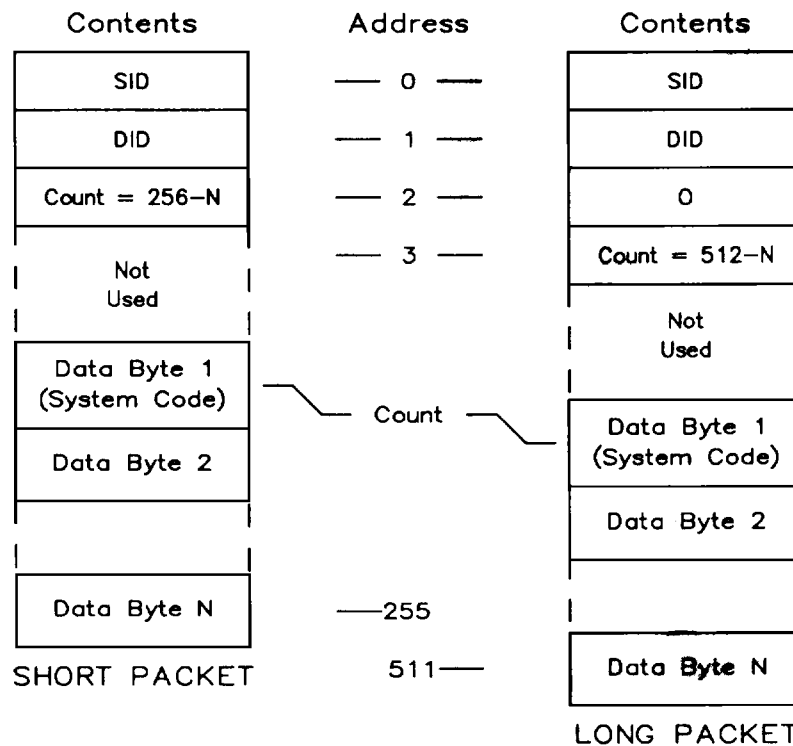 Contents
SID
DID
Count = 256-N
Not
Used
Data Byte 1
(System Code)
Data Byte 2
Data Byte N
SHORT PACKET
Address
0
1
2
3
Count
255
511
Contents
SID
DID
0
Count = 512-N
Not
Used
Data Byte 1
(System Code)
Data Byte 2
Data Byte N
LONG PACKET